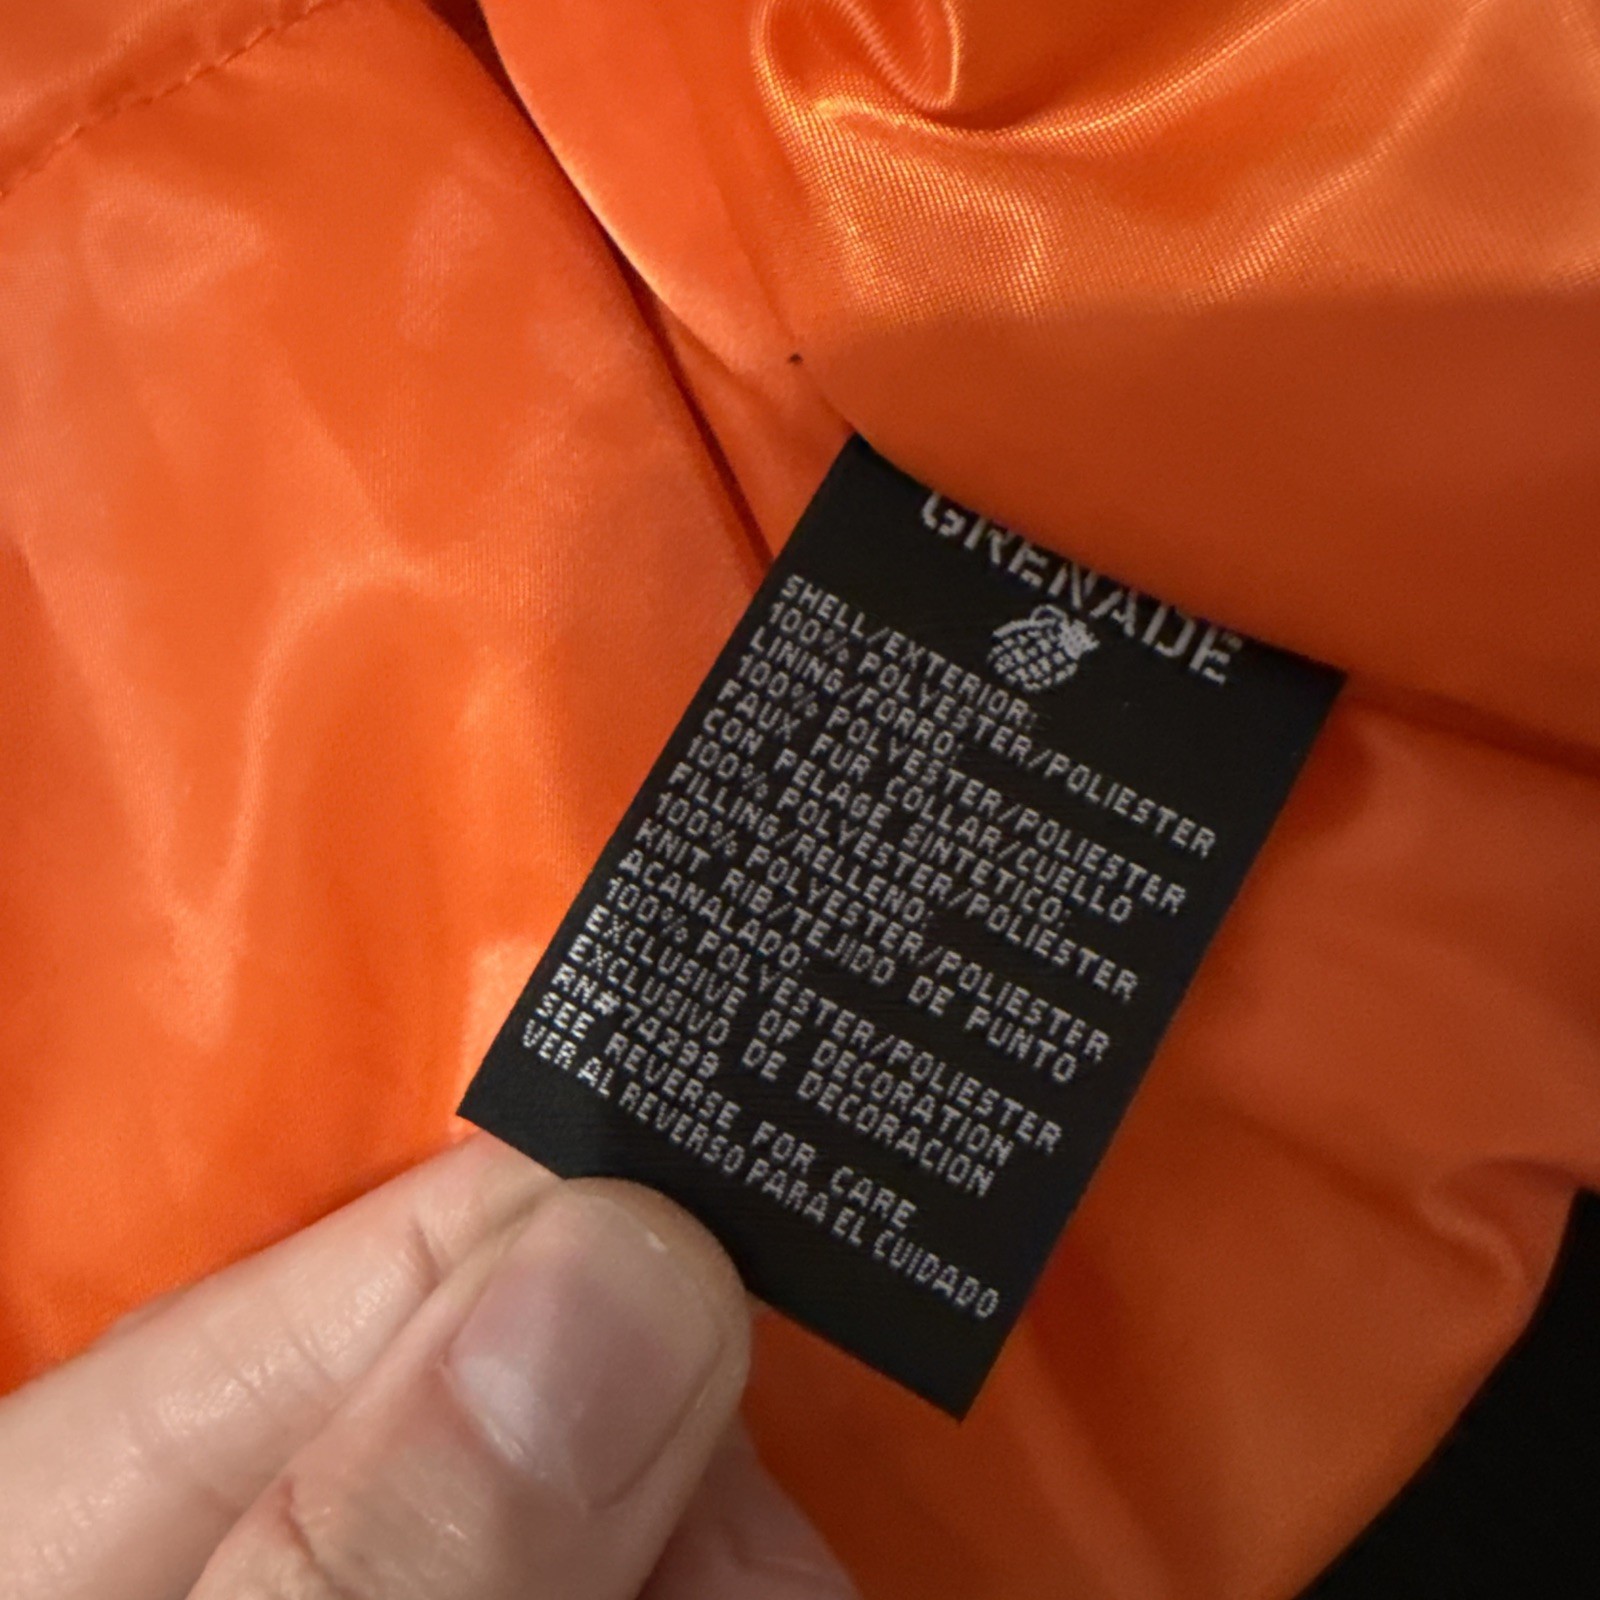 GRENADE
SHELL/EXTERIOR:
100% POLYESTER/POLIESTER
LINING/FORRO:
100% POLYESTER/POLIESTER
FAUX FUR COLLAR/CUELLO
CON PELAGE SINTETICO:
100% POLYESTER/POLIESTER
FILLING/RELLENO:
100% POLYESTER/POLIESTER
KNIT RIB/TEJIDO DE PUNTO
ACANALADO:
100% POLYESTER/POLIESTER
EXCLUSIVE OF DECORATION
EXCLUSIVO DE DECORACION
RN# 74299
SEE REVERSE FOR CARE
VER AL REVERSO PARA EL CUIDADO